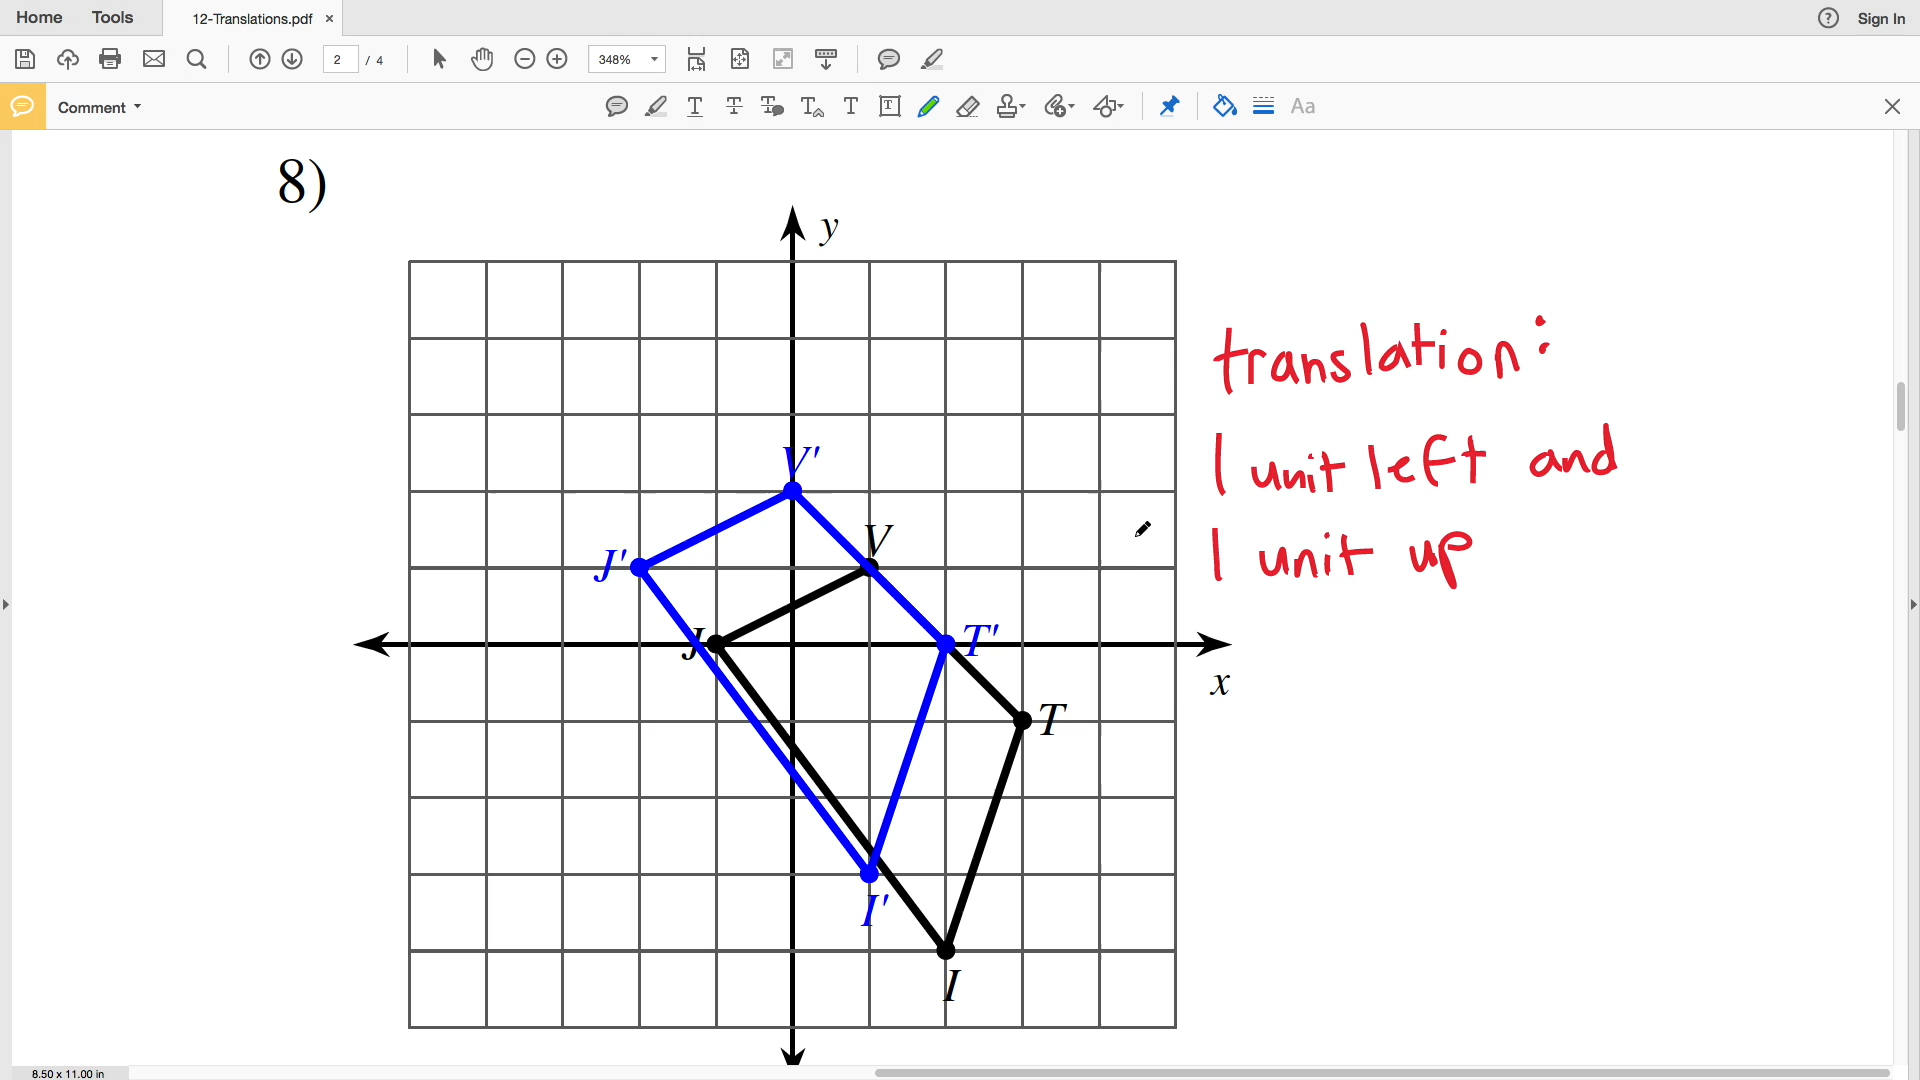 Home Tools 12-Translations.pdf × ? Sign In
2 / 4 348%
Comment Aa
8)
y
translation:
V'
1 unit left and
V
J'
1 unit up
J
T'
x
T
I'
I
8.50 x 11.00 in